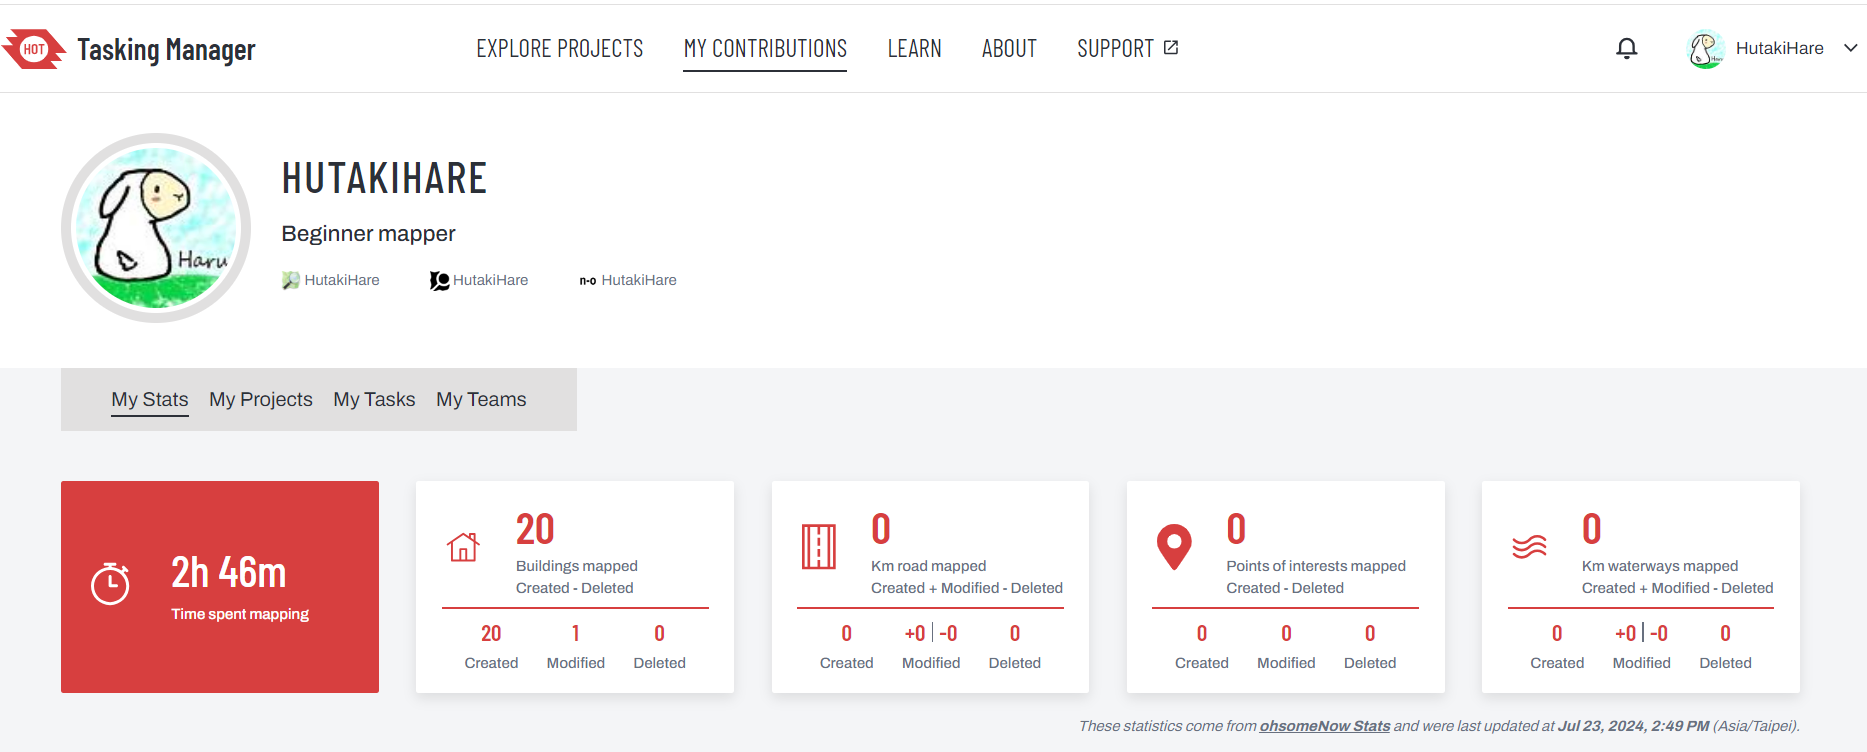 HOT Tasking Manager EXPLORE PROJECTS MY CONTRIBUTIONS LEARN ABOUT SUPPORT HutakiHare
HUTAKIHARE
Beginner mapper
Haru
HutakiHare HutakiHare n-o HutakiHare
My Stats My Projects My Tasks My Teams
2h 46m
Time spent mapping
20
Buildings mapped
Created - Deleted
20 1 0
Created Modified Deleted
0
Km road mapped
Created + Modified - Deleted
0 +0 | -0 0
Created Modified Deleted
0
Points of interests mapped
Created - Deleted
0 0 0
Created Modified Deleted
0
Km waterways mapped
Created + Modified - Deleted
0 +0 | -0 0
Created Modified Deleted
These statistics come from ohsomeNow Stats and were last updated at Jul 23, 2024, 2:49 PM (Asia/Taipei).